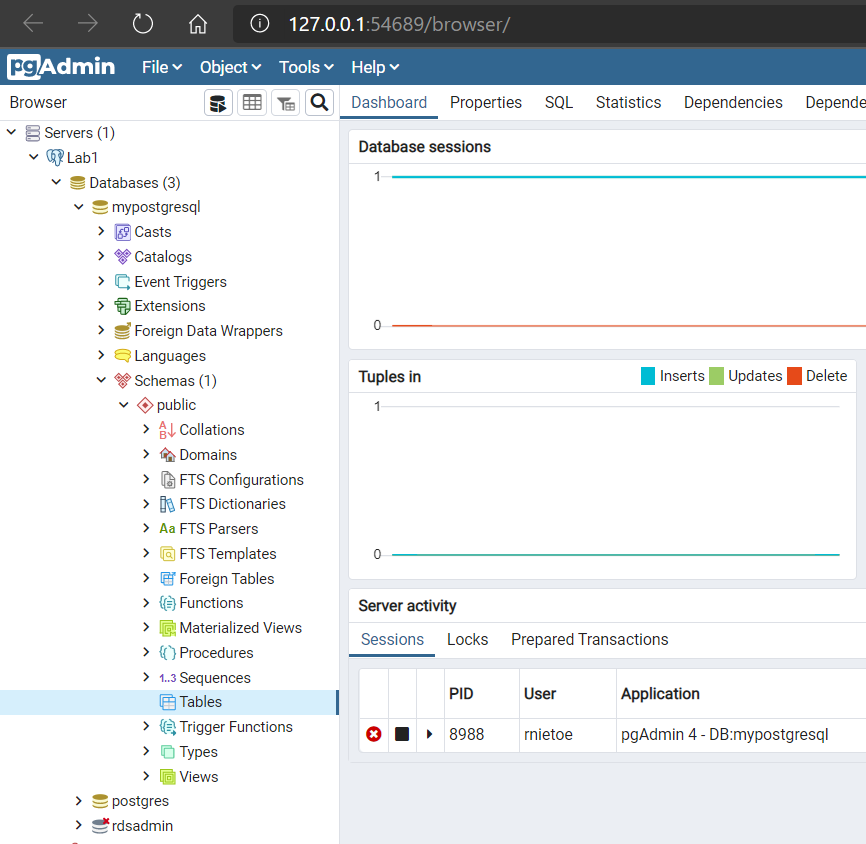 127.0.0.1:54689/browser/
pgAdmin File Object Tools Help
Browser
Dashboard Properties SQL Statistics Dependencies Depende
Servers (1)
Lab1
Databases (3)
mypostgresql
Casts
Catalogs
Event Triggers
Extensions
Foreign Data Wrappers
Languages
Schemas (1)
public
Collations
Domains
FTS Configurations
FTS Dictionaries
Aa FTS Parsers
FTS Templates
Foreign Tables
Functions
Materialized Views
Procedures
1..3 Sequences
Tables
Trigger Functions
Types
Views
postgres
rdsadmin
Database sessions
1
0
Tuples in Inserts Updates Delete
1
0
Server activity
Sessions Locks Prepared Transactions
PID User Application
8988 rnietoe pgAdmin 4 - DB:mypostgresql